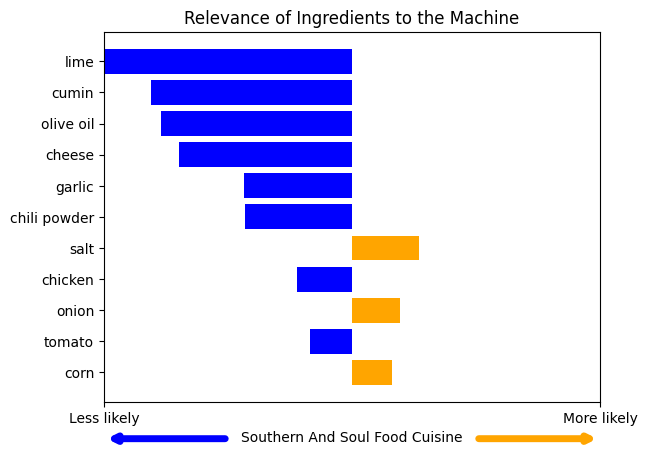 Relevance of Ingredients to the Machine
lime
cumin
olive oil
cheese
garlic
chili powder
salt
chicken
onion
tomato
corn
Less likely
More likely
Southern And Soul Food Cuisine